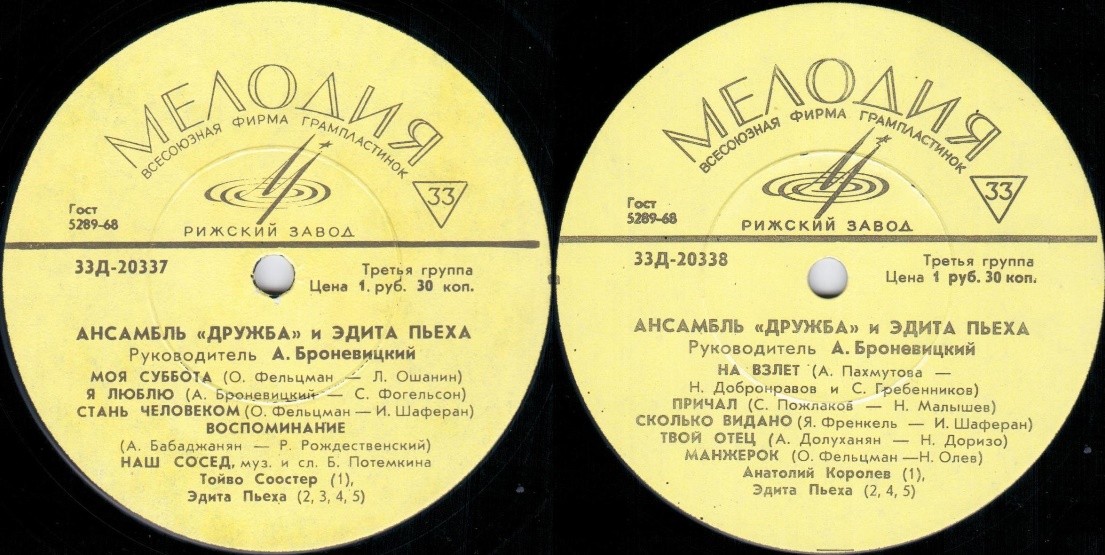 МЕЛОДИЯ
ВСЕСОЮЗНАЯ ФИРМА ГРАМПЛАСТИНОК
33
Гост
5289-68
РИЖСКИЙ ЗАВОД
33Д-20337
Третья группа
Цена 1. руб. 30 коп.
АНСАМБЛЬ «ДРУЖБА» и ЭДИТА ПЬЕХА
Руководитель А. Броневицкий
МОЯ СУББОТА (О. Фельцман — Л. Ошанин)
Я ЛЮБЛЮ (А. Броневицкий — С. Фогельсон)
СТАНЬ ЧЕЛОВЕКОМ (О. Фельцман — И. Шаферан)
ВОСПОМИНАНИЕ
(А. Бабаджанян — Р. Рождественский)
НАШ СОСЕД, муз. и сл. Б. Потемкина
Тойво Соостер (1),
Эдита Пьеха (2, 3, 4, 5)
МЕЛОДИЯ
ВСЕСОЮЗНАЯ ФИРМА ГРАМПЛАСТИНОК
33
Гост
5289-68
РИЖСКИЙ ЗАВОД
33Д-20338
Третья группа
Цена 1 руб. 30 коп.
АНСАМБЛЬ «ДРУЖБА» и ЭДИТА ПЬЕХА
Руководитель А. Броневицкий
НА ВЗЛЕТ (А. Пахмутова —
Н. Добронравов и С. Гребенников)
ПРИЧАЛ (С. Пожлаков — Н. Малышев)
СКОЛЬКО ВИДАНО (Я. Френкель — И. Шаферан)
ТВОЙ ОТЕЦ (А. Долуханян — Н. Доризо)
МАНЖЕРОК (О. Фельцман —Н. Олев)
Анатолий Королев (1),
Эдита Пьеха (2, 4, 5)